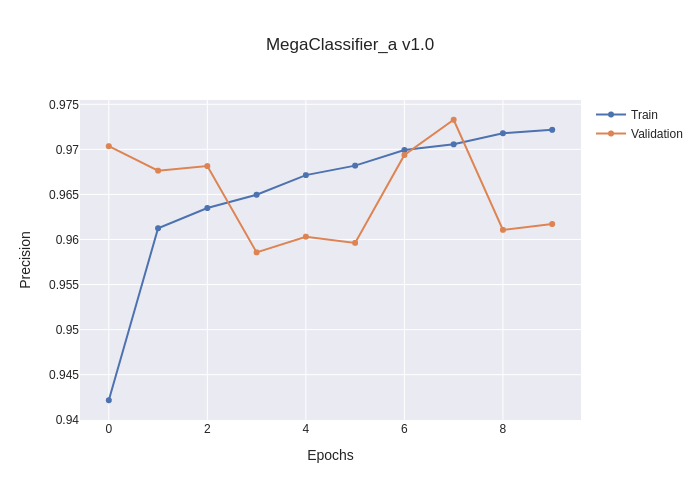 MegaClassifier_a v1.0
Train
Validation
0.975
0.97
0.965
0.96
0.955
0.95
0.945
0.94
Precision
0 2 4 6 8
Epochs